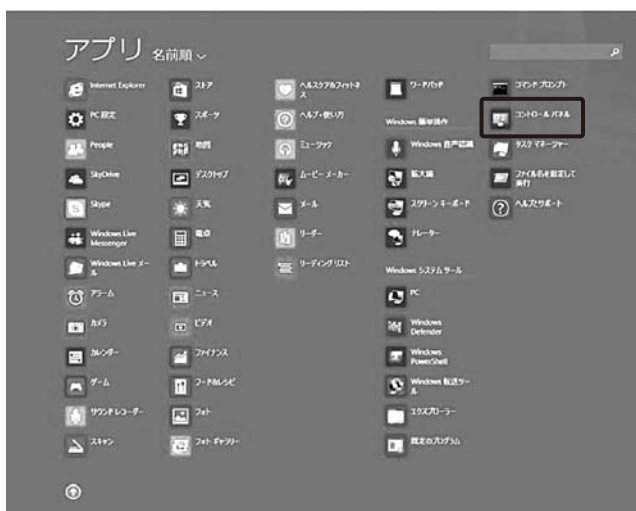 アプリ 名前順
Internet Explorer
PC 設定
People
SkyDrive
Skype
Windows Live
Messenger
Windows Live メー
ル
アラーム
カメラ
カレンダー
ゲーム
サウンド レコーダー
スキャン
ストア
スポーツ
地図
デスクトップ
天気
電卓
トラベル
ニュース
ビデオ
ファイナンス
フード&レシピ
フォト
フォト ギャラリー
ヘルスケア&フィットネ
ス
ヘルプ+使い方
ミュージック
ムービー メーカー
メール
リーダー
リーディング リスト
ワードパッド
Windows 簡単操作
Windows 音声認識
拡大鏡
スクリーン キーボード
ナレーター
Windows システム ツール
PC
Windows
Defender
Windows
PowerShell
Windows 転送ツー
ル
エクスプローラー
既定のプログラム
コマンド プロンプト
コントロール パネル
タスク マネージャー
ファイル名を指定して
実行
ヘルプとサポート